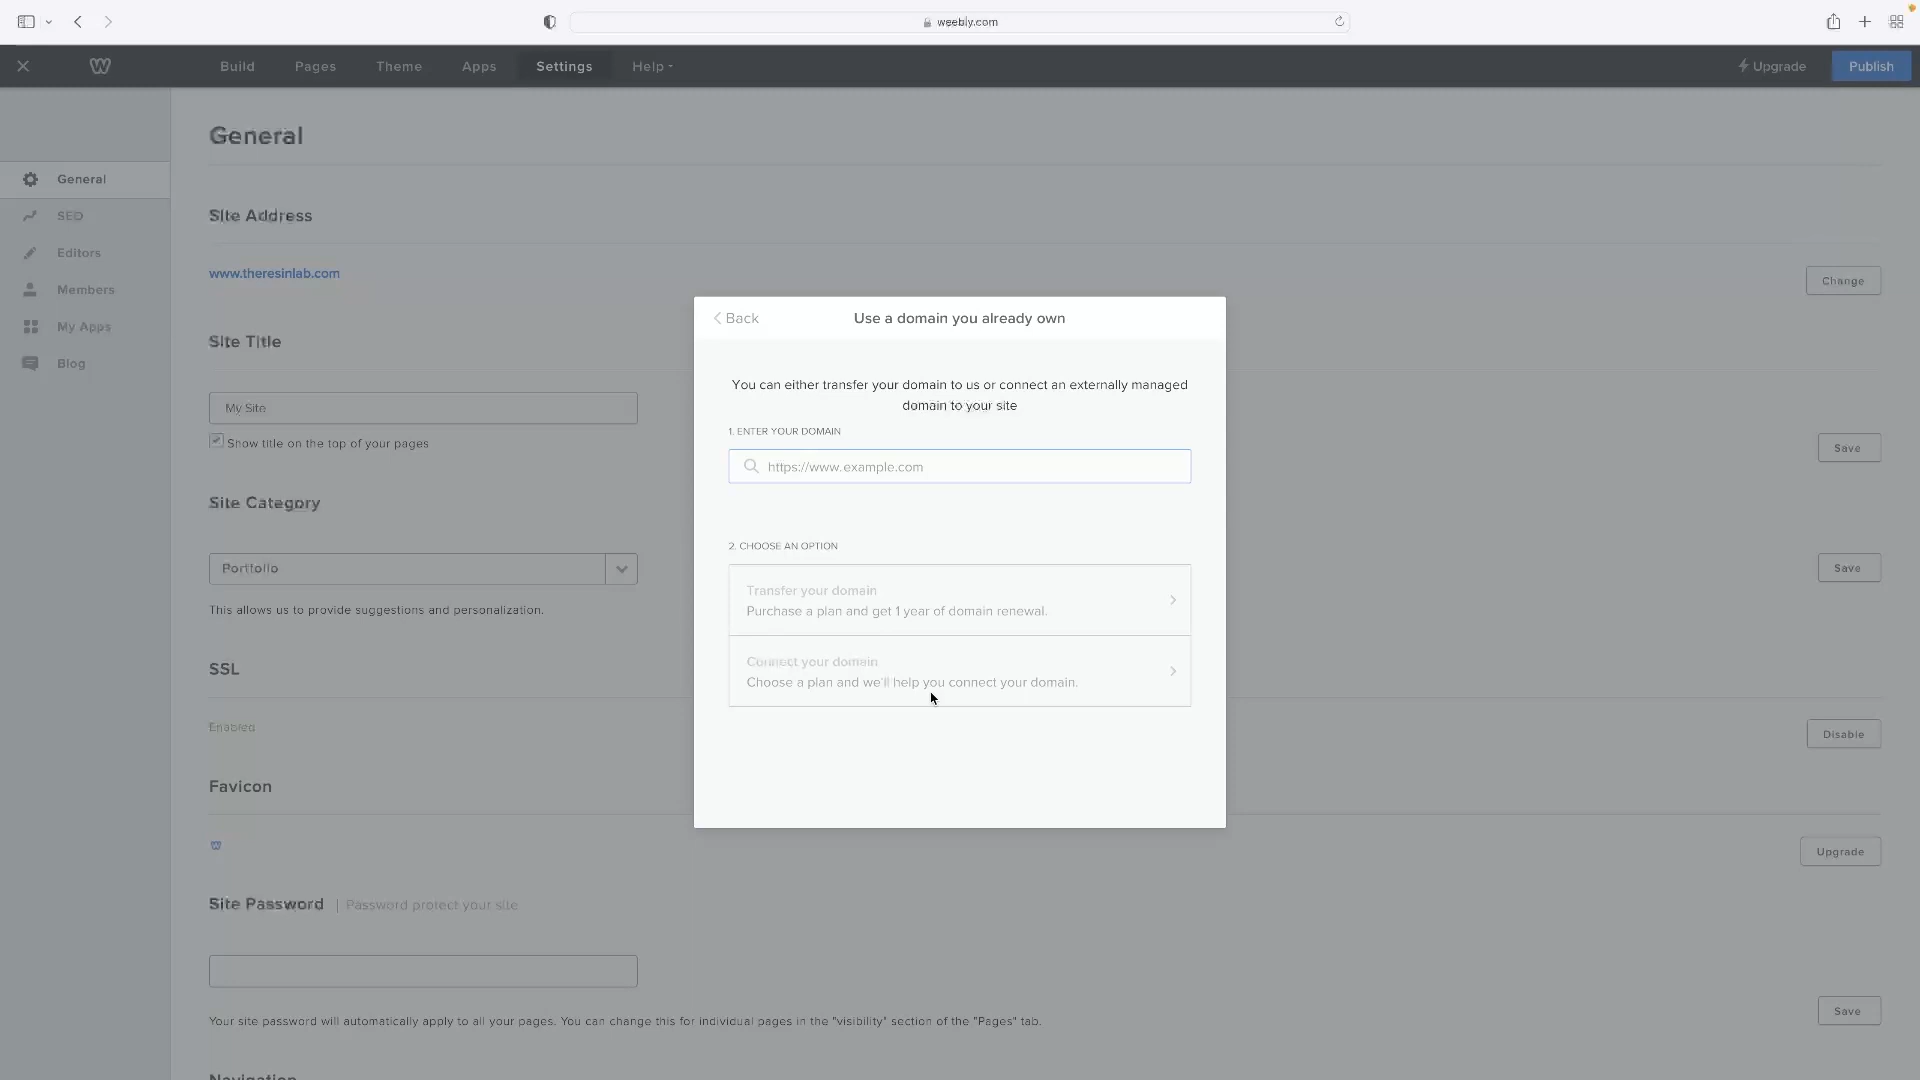 weebly.com
Build
Pages
Theme
Apps
Settings
Help
Upgrade
Publish
General
General
SEO
Editors
Members
My Apps
Blog
Site Address
www.theresinlab.com
Change
Site Title
My Site
Show title on the top of your pages
Save
Site Category
Portfolio
Save
This allows us to provide suggestions and personalization.
SSL
Enabled
Disable
Favicon
Upgrade
Site Password | Password protect your site
Your site password will automatically apply to all your pages. You can change this for individual pages in the "visibility" section of the "Pages" tab.
Save
Navigation
Back
Use a domain you already own
You can either transfer your domain to us or connect an externally managed
domain to your site
1. ENTER YOUR DOMAIN
https://www.example.com
2. CHOOSE AN OPTION
Transfer your domain
Purchase a plan and get 1 year of domain renewal.
Connect your domain
Choose a plan and we'll help you connect your domain.